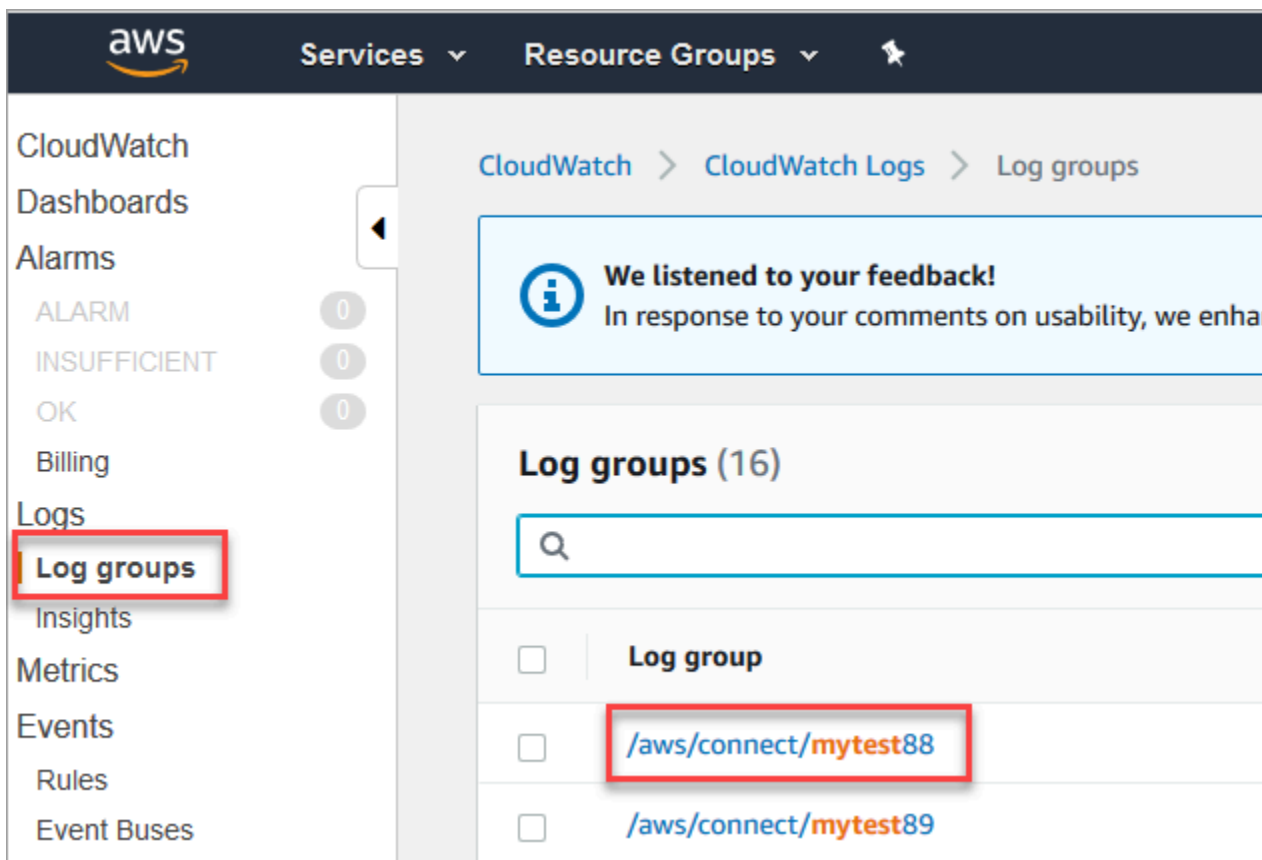 aws
Services
Resource Groups
CloudWatch
Dashboards
Alarms
ALARM 0
INSUFFICIENT 0
OK 0
Billing
Logs
Log groups
Insights
Metrics
Events
Rules
Event Buses
CloudWatch > CloudWatch Logs > Log groups
We listened to your feedback!
In response to your comments on usability, we enha
Log groups (16)
Log group
/aws/connect/mytest88
/aws/connect/mytest89